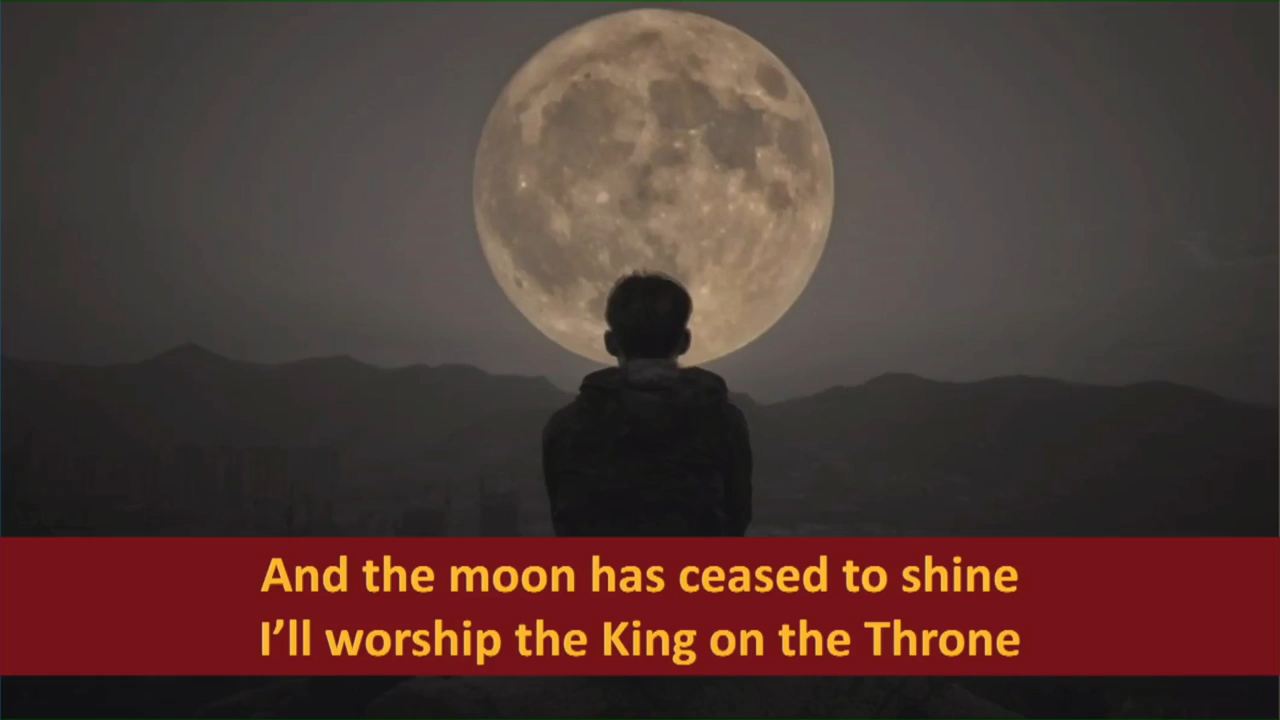 And the moon has ceased to shine
I’ll worship the King on the Throne